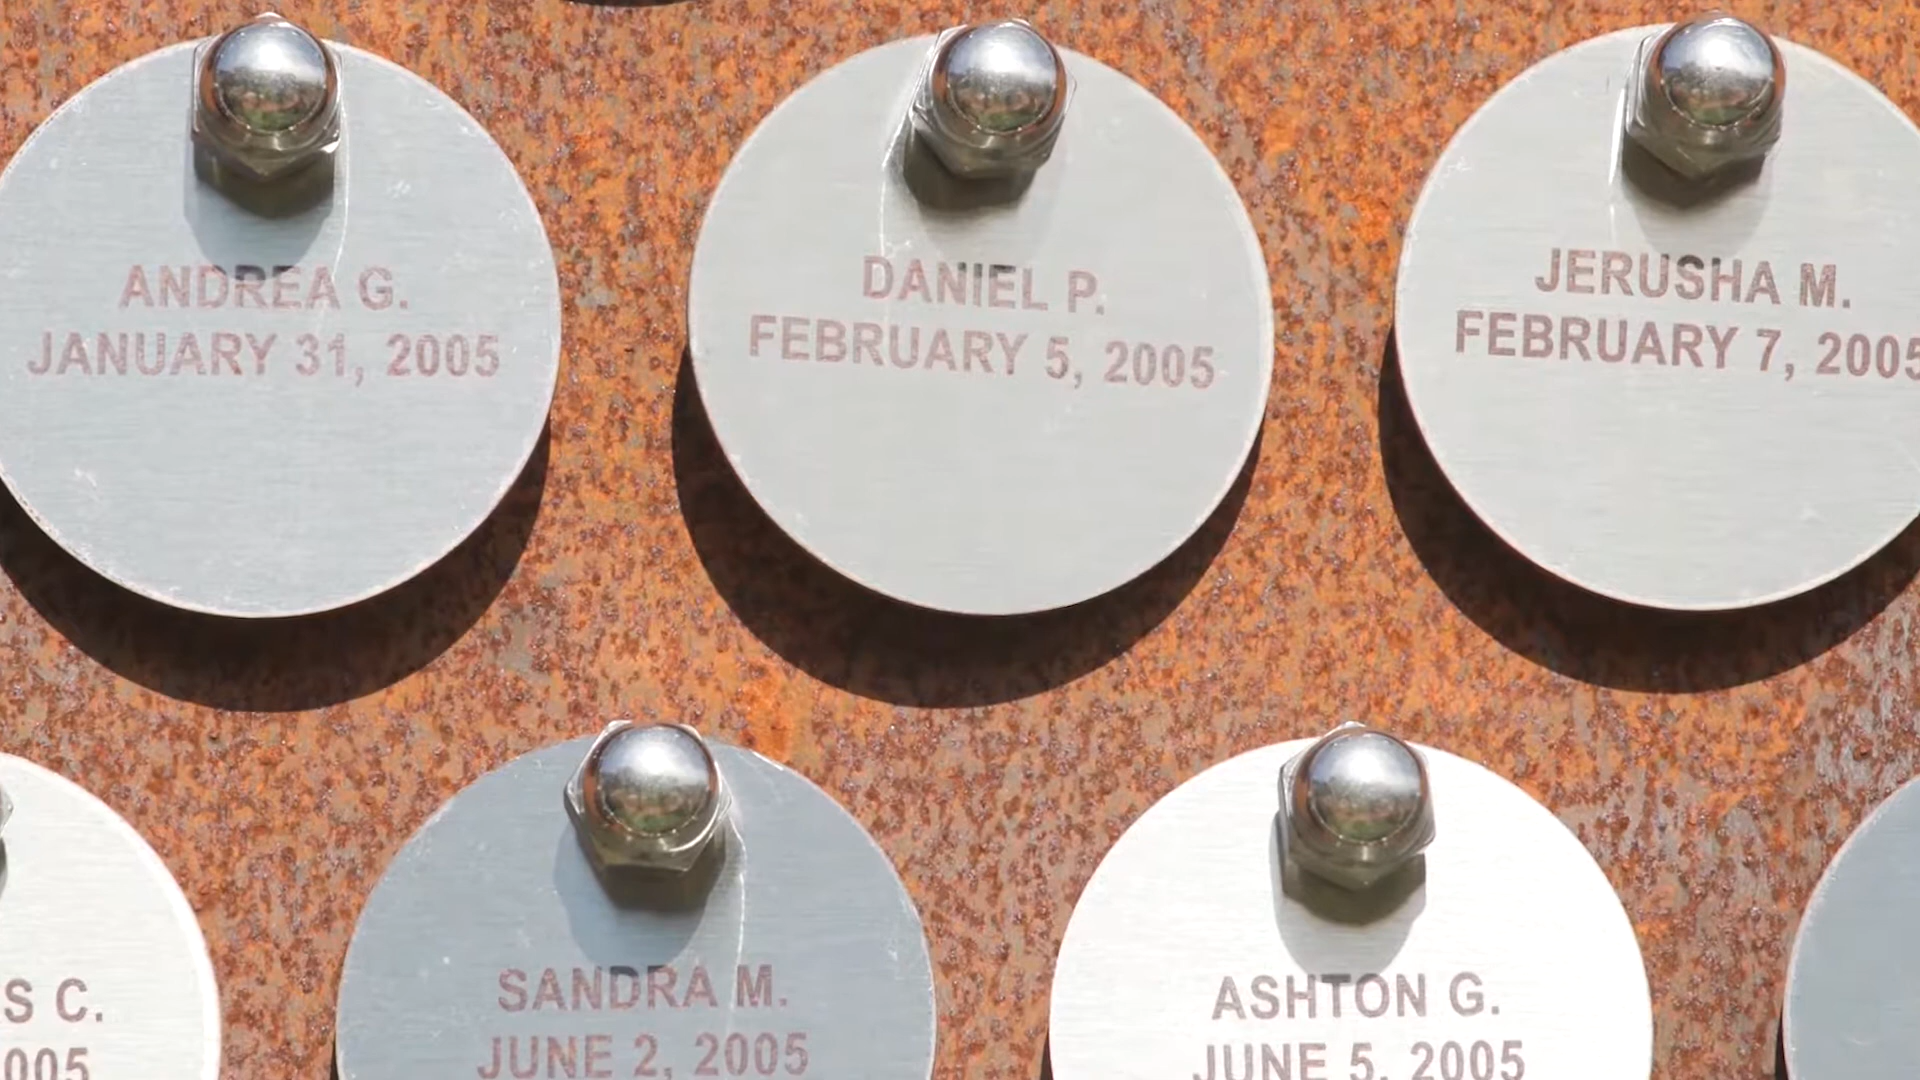 ANDREA G.
JANUARY 31, 2005
DANIEL P.
FEBRUARY 5, 2005
JERUSHA M.
FEBRUARY 7, 2005
S C.
005
SANDRA M.
JUNE 2, 2005
ASHTON G.
JUNE 5, 2005